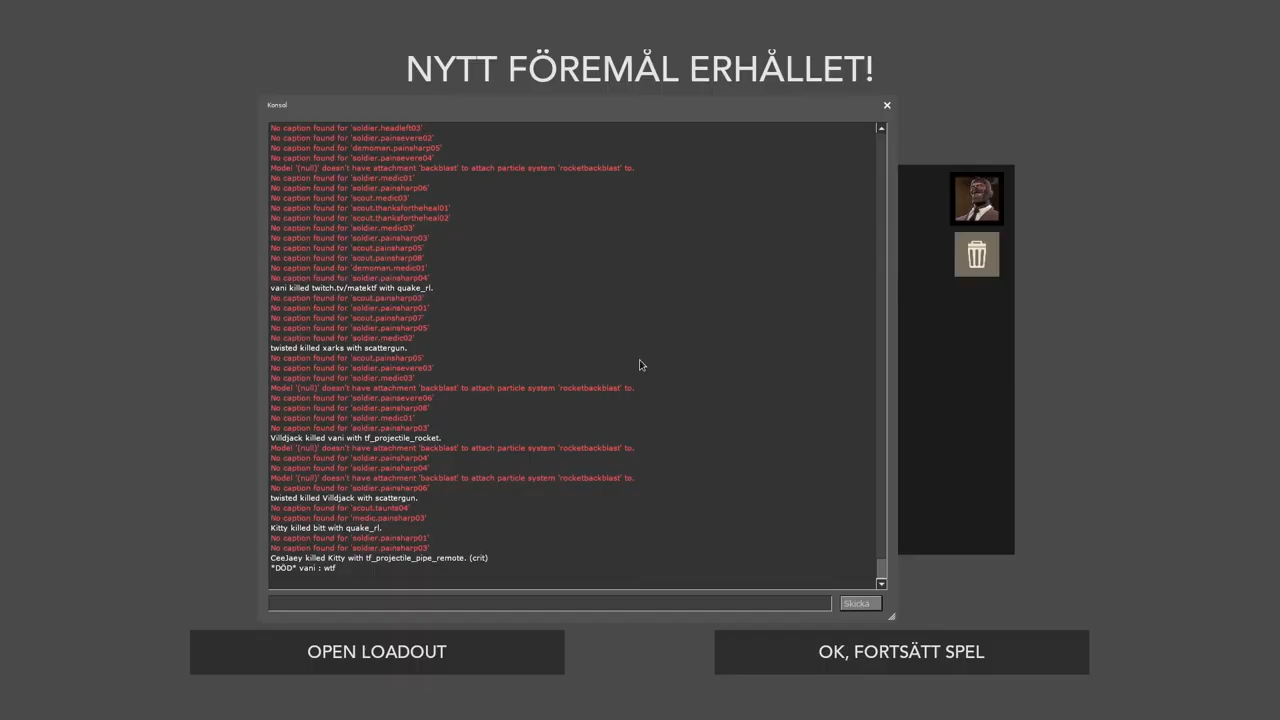 NYTT FÖREMÅL ERHÅLLET!
Konsol
No caption found for 'soldier.headleft03'
No caption found for 'soldier.painsevere02'
No caption found for 'demoman.painsharp05'
No caption found for 'soldier.painsevere04'
Model '(null)' doesn't have attachment 'backblast' to attach particle system 'rocketbackblast' to.
No caption found for 'soldier.medic01'
No caption found for 'soldier.painsharp06'
No caption found for 'scout.medic03'
No caption found for 'scout.thanksfortheheal01'
No caption found for 'scout.thanksfortheheal02'
No caption found for 'soldier.medic03'
No caption found for 'soldier.painsharp03'
No caption found for 'scout.painsharp05'
No caption found for 'scout.painsharp08'
No caption found for 'demoman.medic01'
No caption found for 'soldier.painsharp04'
vani killed twitch.tv/matektf with quake_rl.
No caption found for 'scout.painsharp03'
No caption found for 'soldier.painsharp01'
No caption found for 'scout.painsharp07'
No caption found for 'soldier.painsharp05'
No caption found for 'soldier.medic02'
twisted killed xarks with scattergun.
No caption found for 'scout.painsharp05'
No caption found for 'soldier.painsevere03'
No caption found for 'soldier.medic03'
Model '(null)' doesn't have attachment 'backblast' to attach particle system 'rocketbackblast' to.
No caption found for 'soldier.painsevere06'
No caption found for 'soldier.painsharp08'
No caption found for 'soldier.medic01'
No caption found for 'soldier.painsharp03'
Villdjack killed vani with tf_projectile_rocket.
Model '(null)' doesn't have attachment 'backblast' to attach particle system 'rocketbackblast' to.
No caption found for 'soldier.painsharp04'
No caption found for 'soldier.painsharp04'
Model '(null)' doesn't have attachment 'backblast' to attach particle system 'rocketbackblast' to.
No caption found for 'soldier.painsharp06'
twisted killed Villdjack with scattergun.
No caption found for 'scout.taunts04'
No caption found for 'medic.painsharp03'
Kitty killed bitt with quake_rl.
No caption found for 'soldier.painsharp01'
No caption found for 'soldier.painsharp03'
CeeJaey killed Kitty with tf_projectile_pipe_remote. (crit)
*DÖD* vani : wtf
Skicka
OPEN LOADOUT
OK, FORTSÄTT SPEL